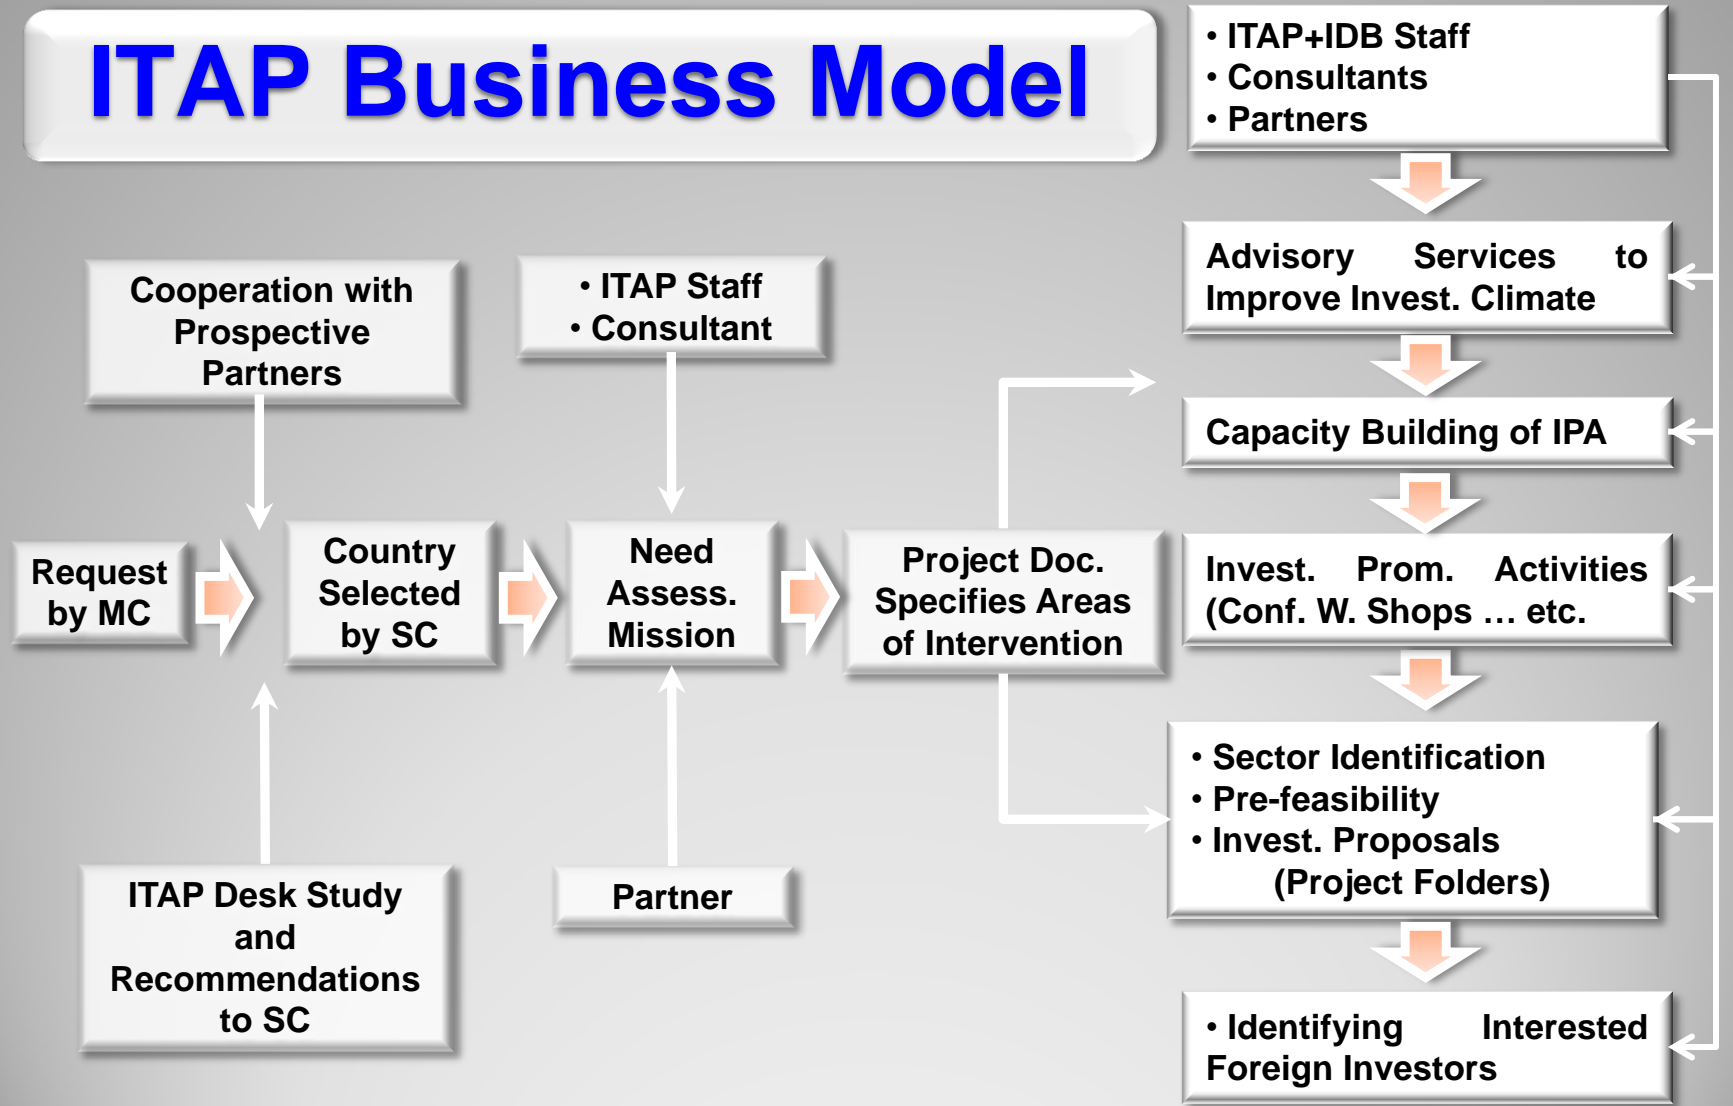 ITAP Business Model
• ITAP+IDB Staff
• Consultants
• Partners
Advisory Services to
Improve Invest. Climate
Capacity Building of IPA
Invest. Prom. Activities
(Conf. W. Shops … etc.
• Sector Identification
• Pre-feasibility
• Invest. Proposals
(Project Folders)
• Identifying Interested
Foreign Investors
Cooperation with
Prospective
Partners
• ITAP Staff
• Consultant
Request
by MC
Country
Selected
by SC
Need
Assess.
Mission
Project Doc.
Specifies Areas
of Intervention
ITAP Desk Study
and
Recommendations
to SC
Partner